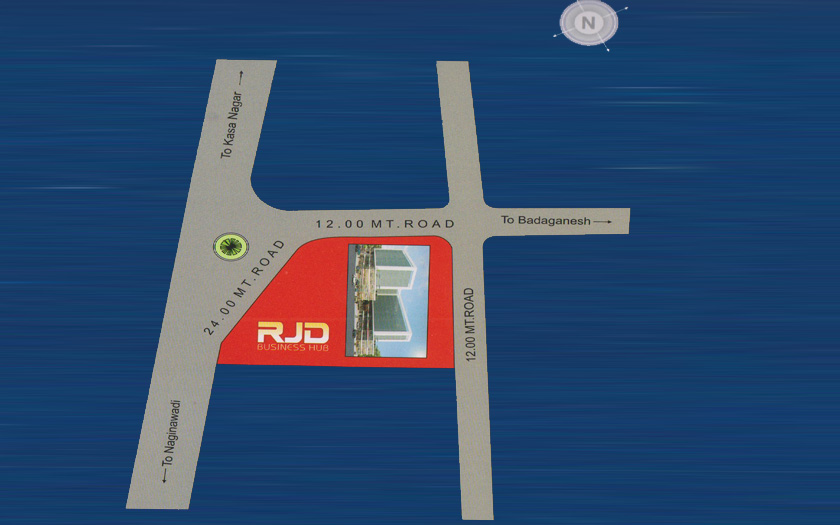 N
To Kasa Nagar
12.00 MT.ROAD
To Badaganesh
24.00 MT.ROAD
RJD
BUSINESS HUB
12.00 MT.ROAD
To Naginawadi